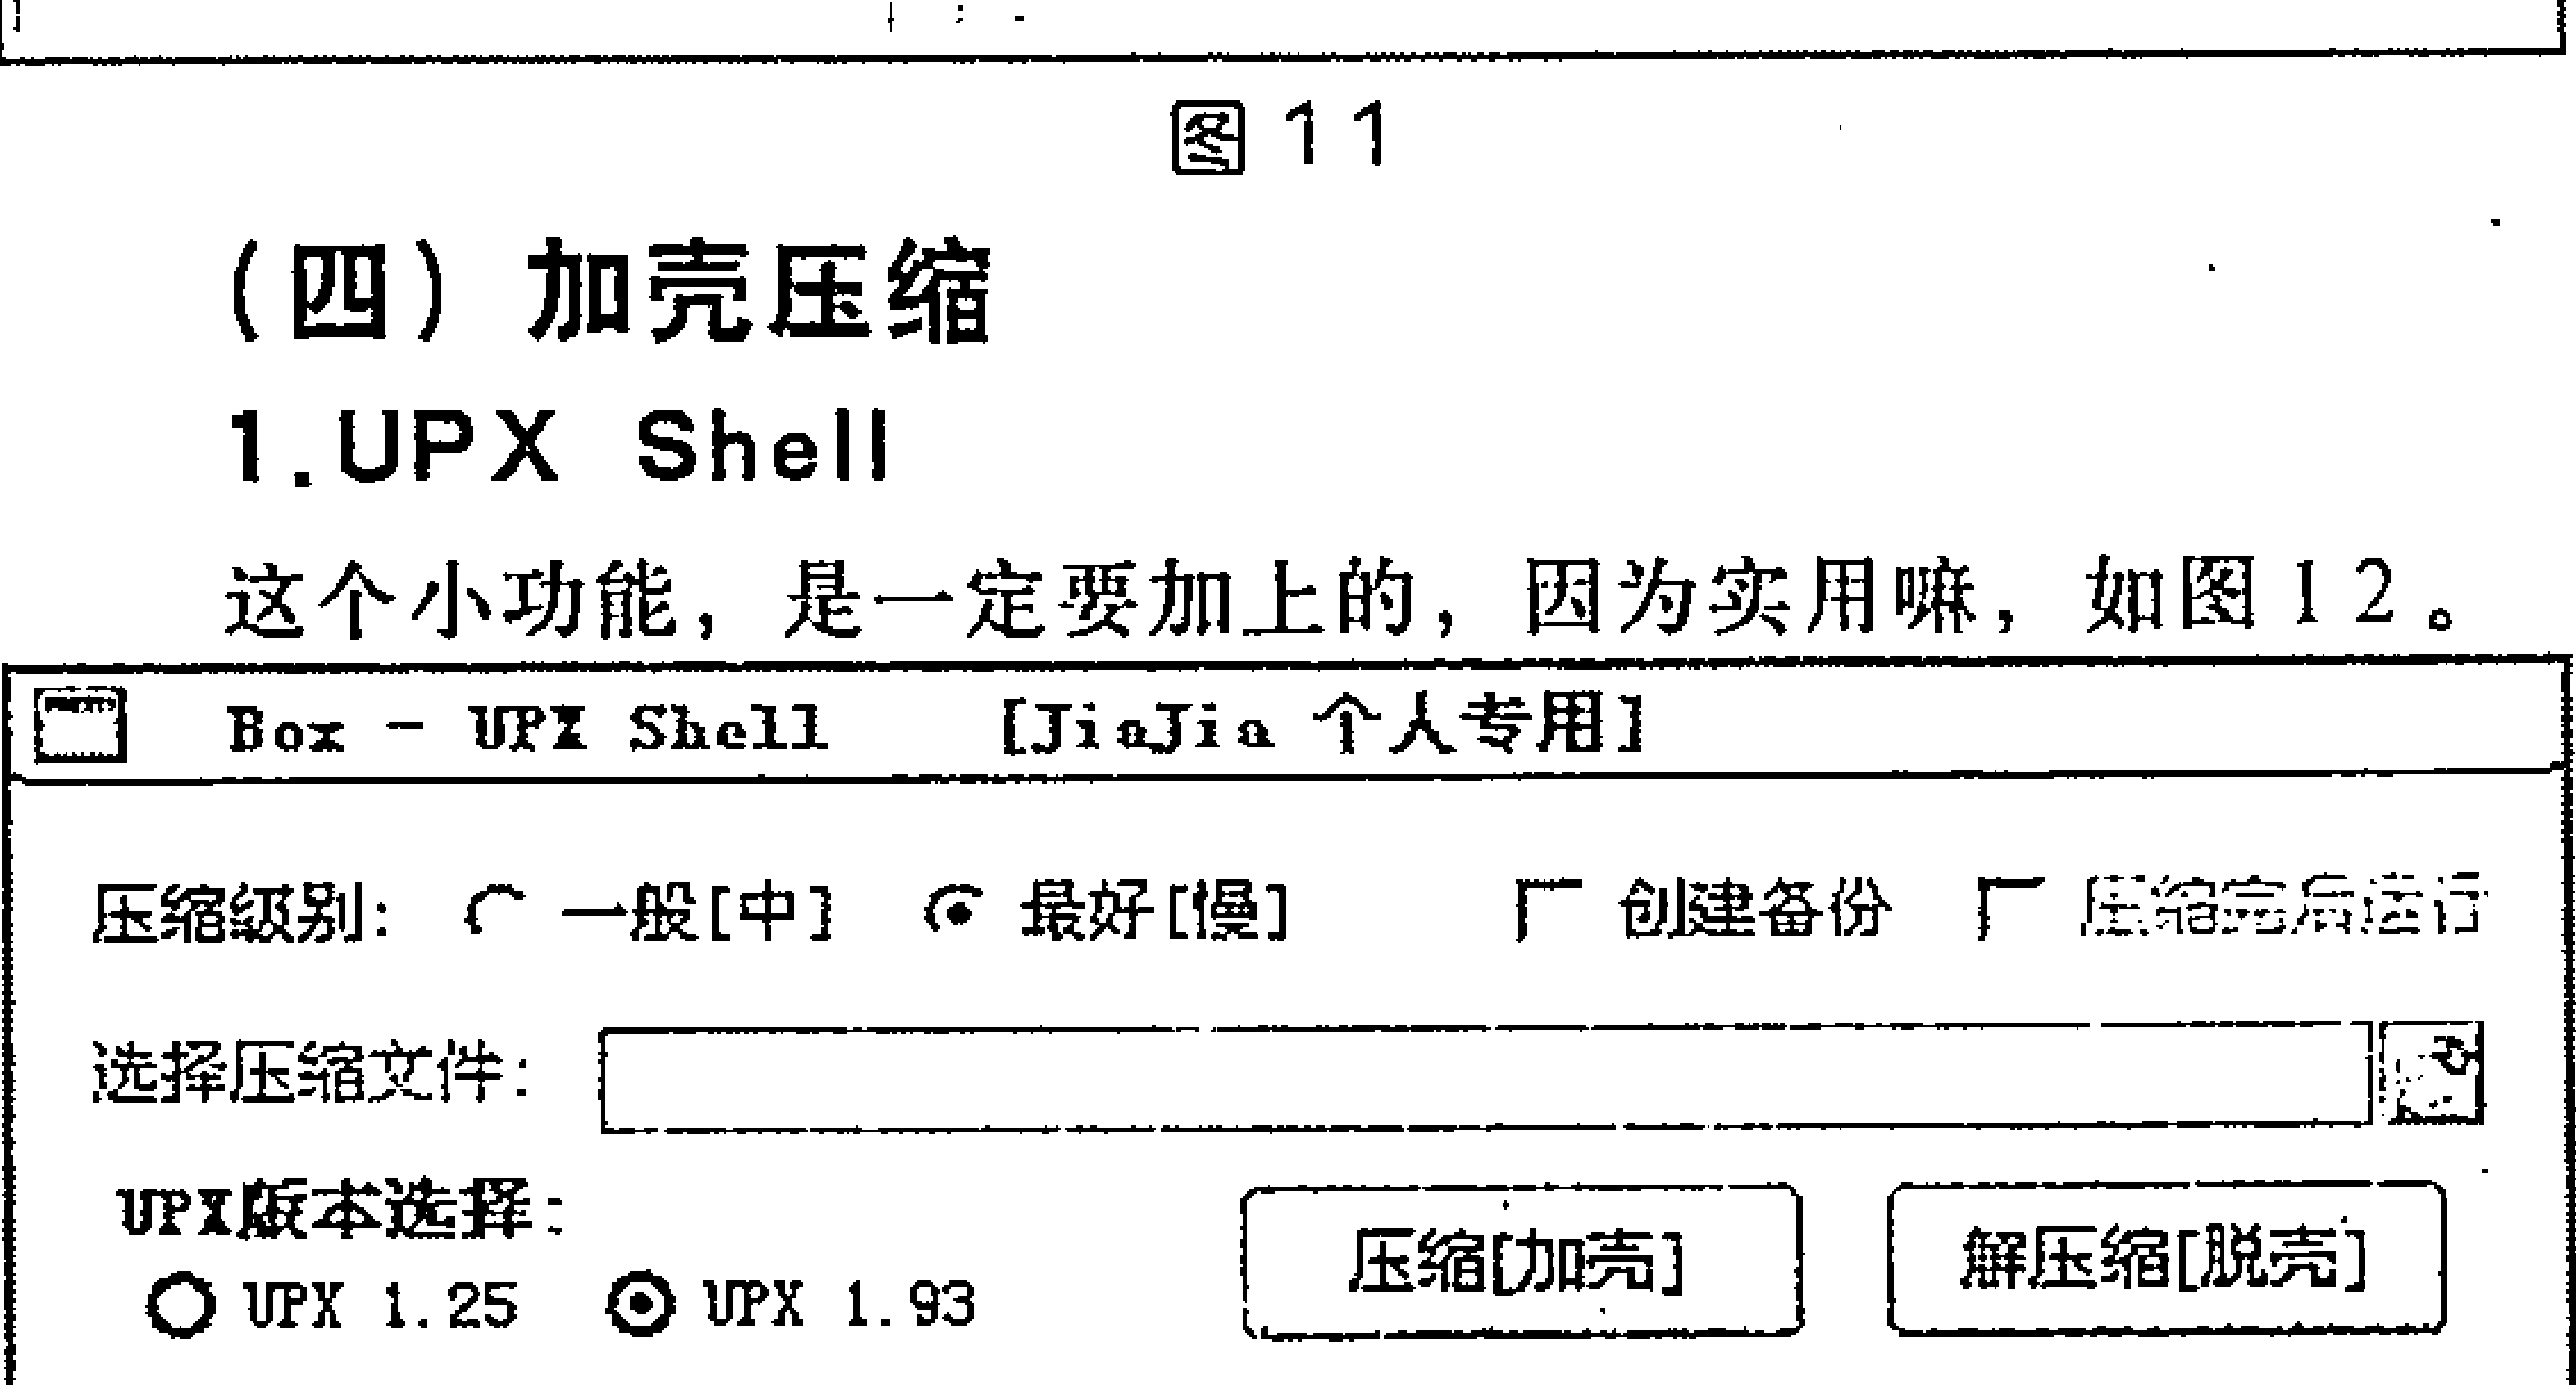 图11
(四) 加壳压缩
1.UPX Shell
这个小功能，是一定要加上的，因为实用嘛，如图12。
Box - UPX Shell [JiaJia 个人专用]
压缩级别: 一般[中] 最好[慢] 创建备份 压缩完后运行
选择压缩文件:
UPX版本选择:
压缩[加壳] 解压缩[脱壳]
UPX 1.25 UPX 1.93